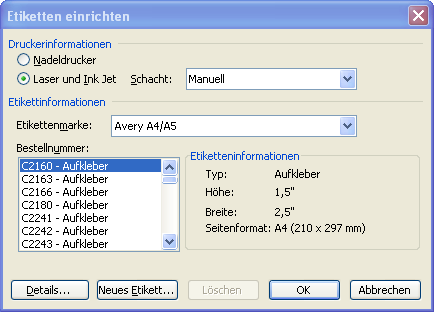 Etiketten einrichten
Druckerinformationen
Nadeldrucker
Laser und Ink Jet Schacht: Manuell
Etikettinformationen
Etikettenmarke: Avery A4/A5
Bestellnummer:
C2160 - Aufkleber
C2163 - Aufkleber
C2166 - Aufkleber
C2180 - Aufkleber
C2241 - Aufkleber
C2242 - Aufkleber
C2243 - Aufkleber
Etiketteninformationen
Typ: Aufkleber
Höhe: 1,5"
Breite: 2,5"
Seitenformat: A4 (210 x 297 mm)
Details... Neues Etikett... Löschen OK Abbrechen